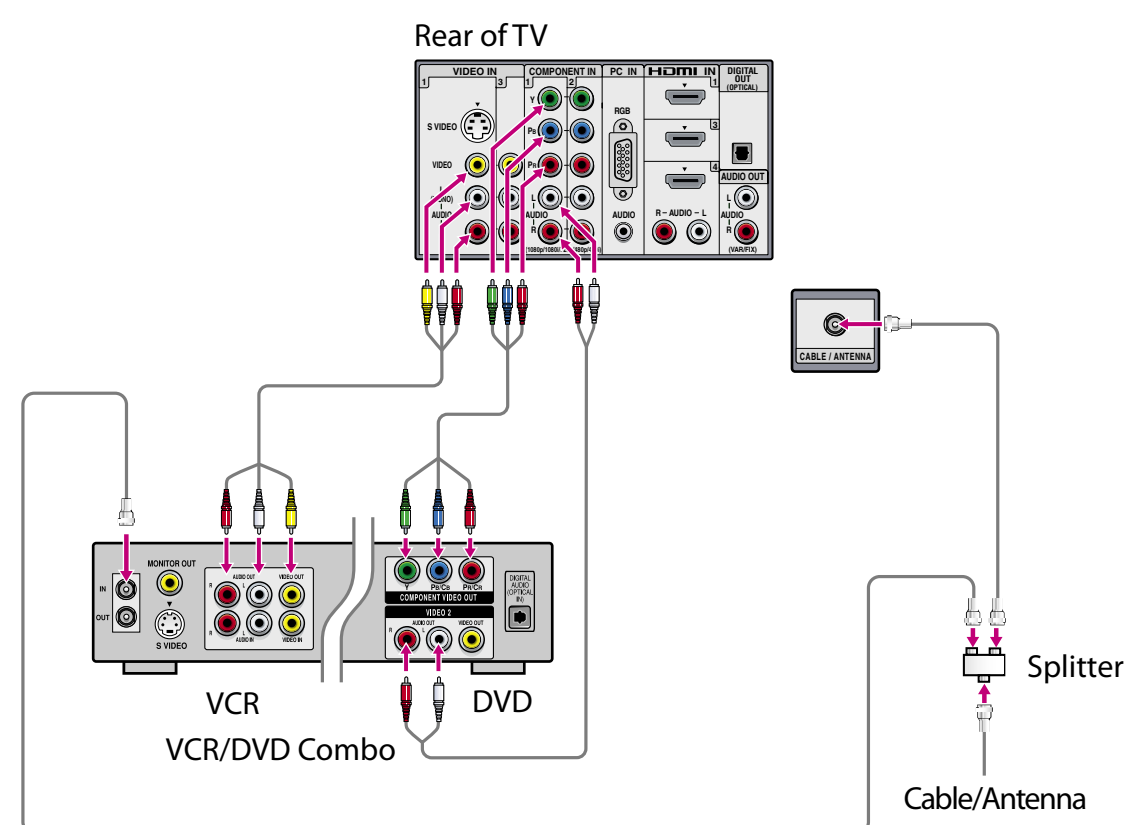 Rear of TV
VIDEO IN
COMPONENT IN
PC IN
HDMI IN
DIGITAL
OUT
(OPTICAL)
1
3
1
2
1
Y
S VIDEO
RGB
PB
3
VIDEO
PR
4
AUDIO OUT
L
L
AUDIO
AUDIO
AUDIO
R – AUDIO – L
AUDIO
R
R
(VAR/FIX)
CABLE / ANTENNA
MONITOR OUT
IN
OUT
S VIDEO
R
AUDIO OUT
L
VIDEO OUT
R
L
AUDIO IN
VIDEO IN
Y
PB/CB
PR/CR
COMPONENT VIDEO OUT
VIDEO 2
R
AUDIO OUT
L
VIDEO OUT
DIGITAL
AUDIO
(OPTICAL
IN)
VCR
DVD
VCR/DVD Combo
Splitter
Cable/Antenna